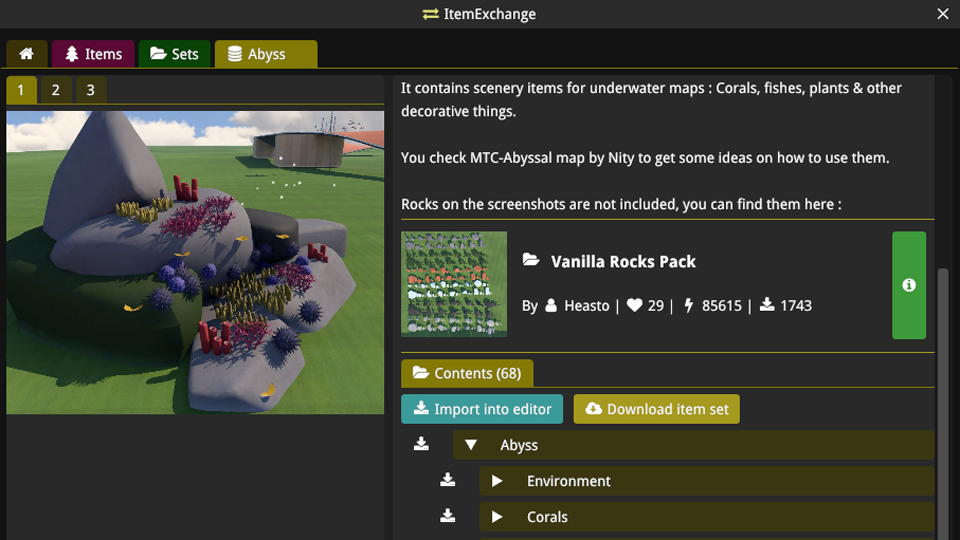 ItemExchange
Items
Sets
Abyss
1
2
3
It contains scenery items for underwater maps : Corals, fishes, plants & other
decorative things.
You check MTC-Abyssal map by Nity to get some ideas on how to use them.
Rocks on the screenshots are not included, you can find them here :
Vanilla Rocks Pack
By Heasto | 29 | 85615 | 1743
Contents (68)
Import into editor
Download item set
Abyss
Environment
Corals